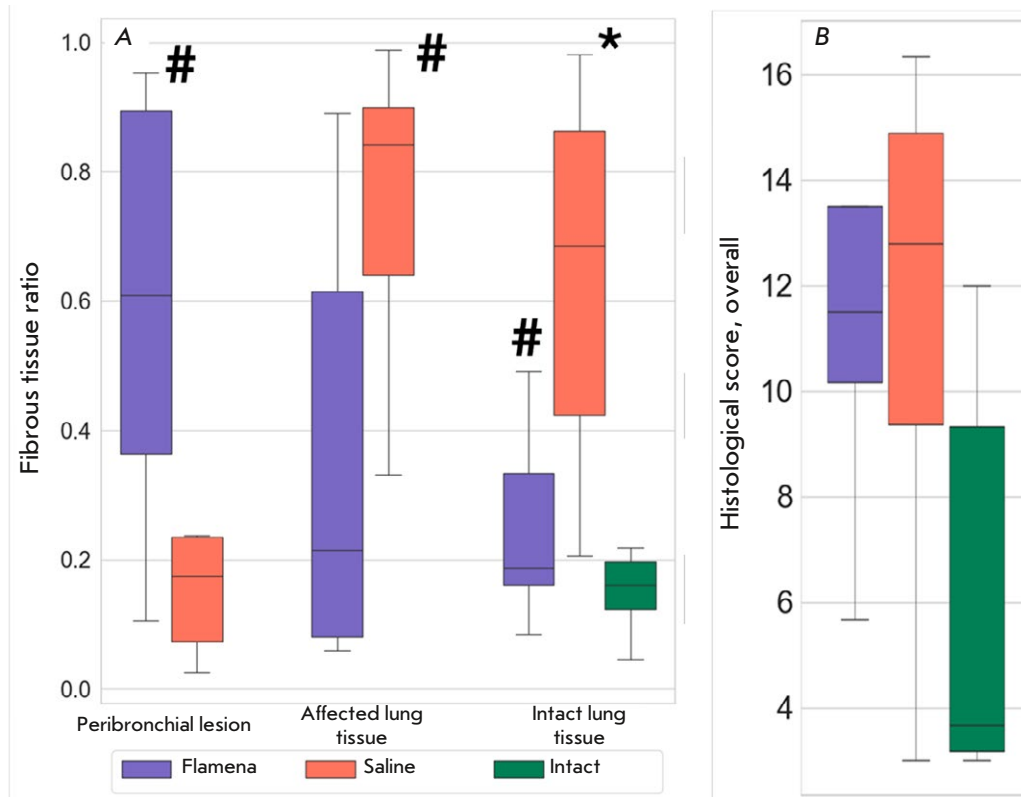 A
#
#
*
#
1.0
0.8
0.6
0.4
0.2
0.0
Fibrous tissue ratio
Peribronchial lesion
Affected lung
tissue
Intact lung
tissue
Flamena
Saline
Intact
B
16
14
12
10
8
6
4
Histological score, overall